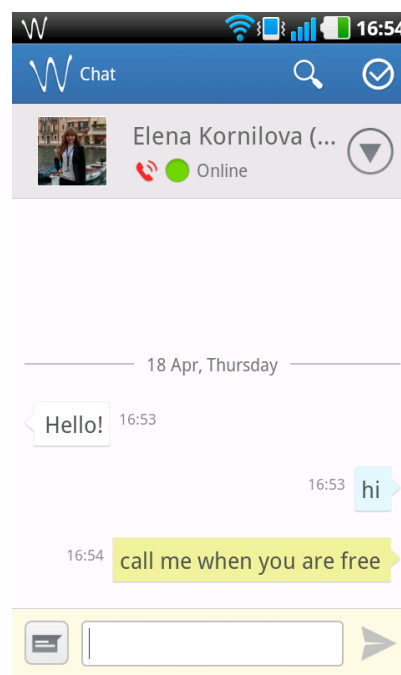 W
16:54
W Chat
Elena Kornilova (...
Online
18 Apr, Thursday
Hello!
16:53
16:53
hi
16:54
call me when you are free